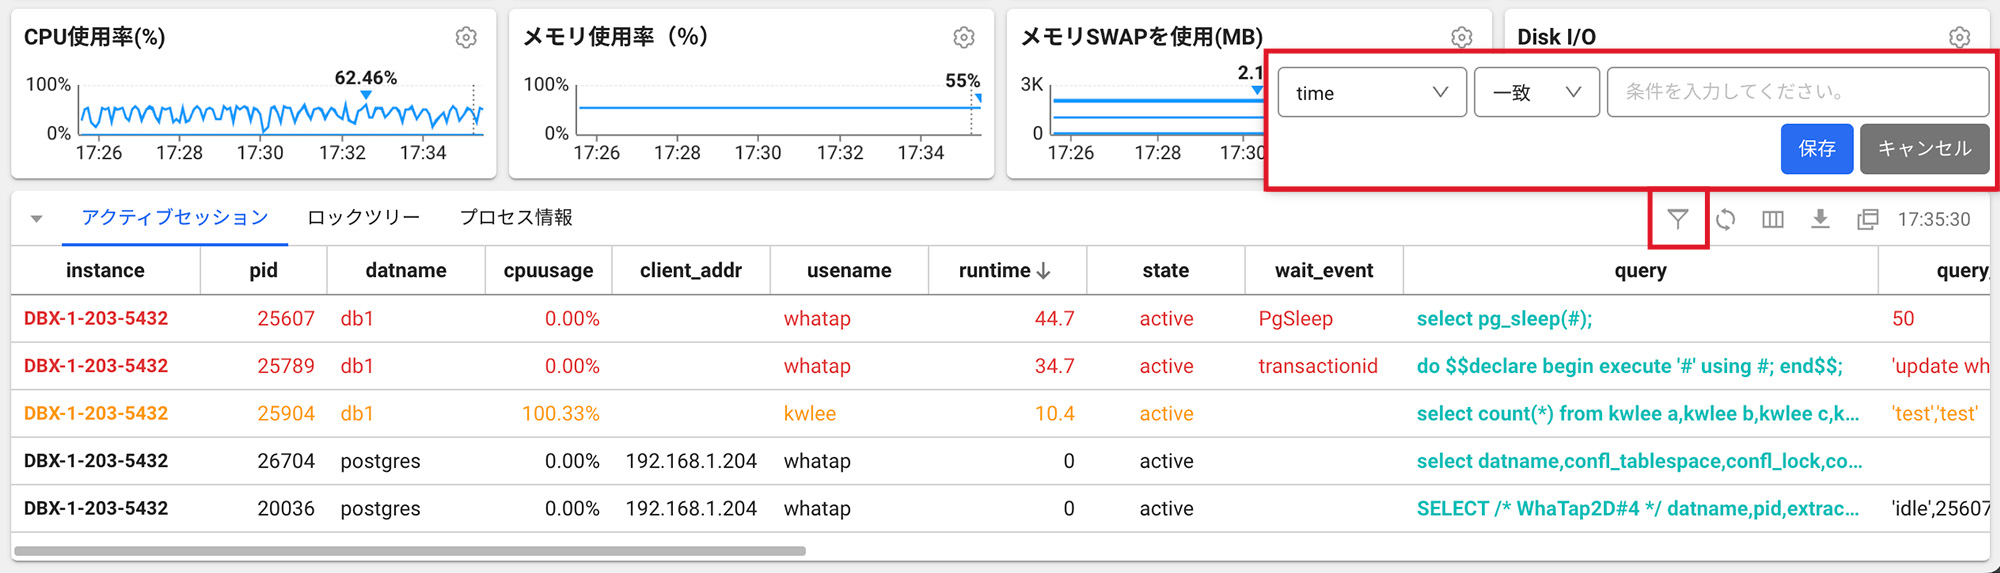 CPU使用率(%)
100%
62.46%
0%
17:26 17:28 17:30 17:32 17:34
メモリ使用率（%）
100%
55%
0%
17:26 17:28 17:30 17:32 17:34
メモリSWAPを使用(MB)
3K
2.1
0
17:26 17:28 17:30
Disk I/O
time 一致 条件を入力してください。
保存 キャンセル
アクティブセッション ロックツリー プロセス情報 17:35:30
instance pid datname cpuusage client_addr usename runtime state wait_event query query_
DBX-1-203-5432 25607 db1 0.00% whatap 44.7 active PgSleep select pg_sleep(#); 50
DBX-1-203-5432 25789 db1 0.00% whatap 34.7 active transactionid do $$declare begin execute '#' using #; end$$; 'update wh
DBX-1-203-5432 25904 db1 100.33% kwlee 10.4 active select count(*) from kwlee a,kwlee b,kwlee c,k... 'test','test'
DBX-1-203-5432 26704 postgres 0.00% 192.168.1.204 whatap 0 active select datname,confl_tablespace,confl_lock,co...
DBX-1-203-5432 20036 postgres 0.00% 192.168.1.204 whatap 0 active SELECT /* WhaTap2D#4 */ datname,pid,extrac... 'idle',25607